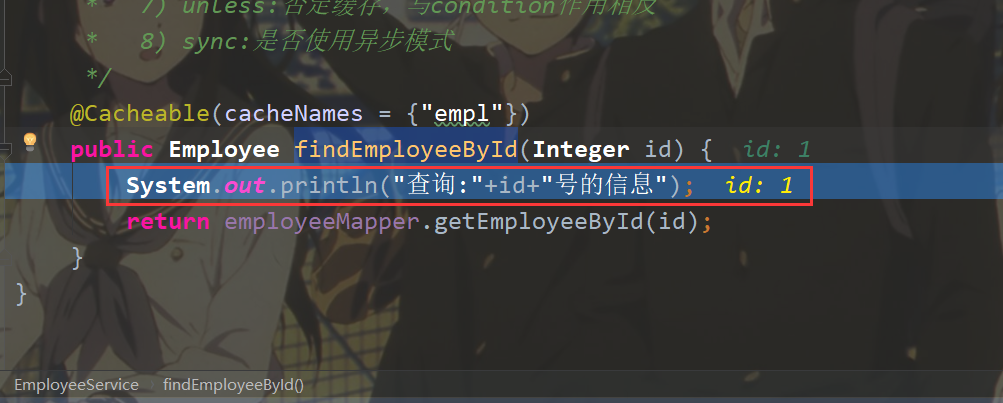 * 7) unless:否定缓存，与condition作用相反
* 8) sync:是否使用异步模式
*/
@Cacheable(cacheNames = {"empl"})
public Employee findEmployeeById(Integer id) { id: 1
System.out.println("查询:"+id+"号的信息"); id: 1
return employeeMapper.getEmployeeById(id);
}
}
EmployeeService › findEmployeeById()